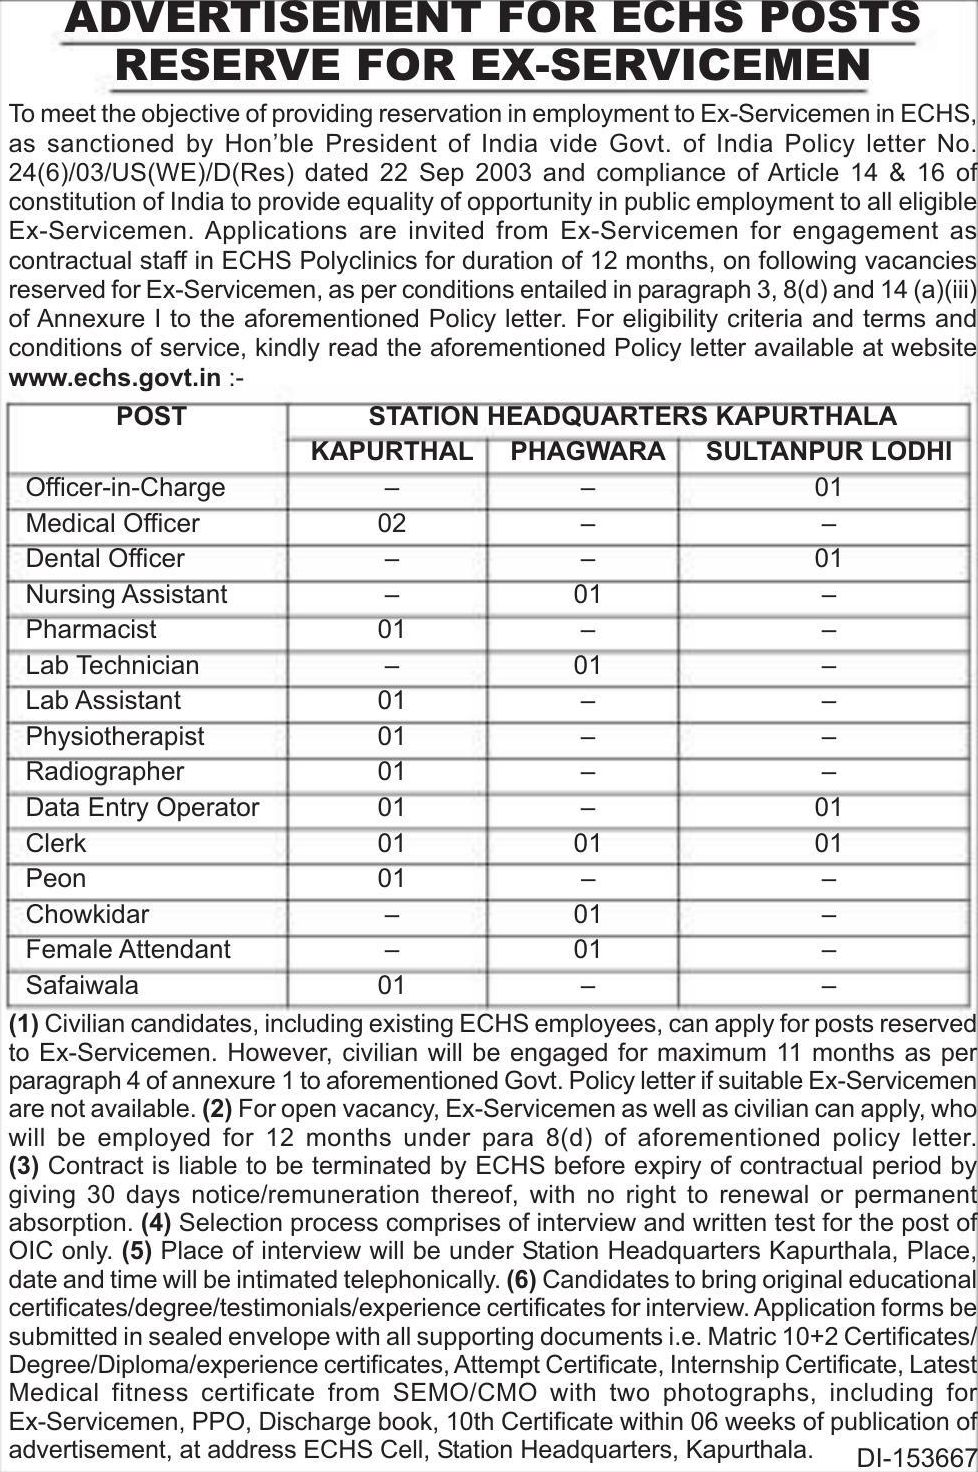 ADVERTISEMENT FOR ECHS POSTS
RESERVE FOR EX-SERVICEMEN
To meet the objective of providing reservation in employment to Ex-Servicemen in ECHS,
as sanctioned by Hon’ble President of India vide Govt. of India Policy letter No.
24(6)/03/US(WE)/D(Res) dated 22 Sep 2003 and compliance of Article 14 & 16 of
constitution of India to provide equality of opportunity in public employment to all eligible
Ex-Servicemen. Applications are invited from Ex-Servicemen for engagement as
contractual staff in ECHS Polyclinics for duration of 12 months, on following vacancies
reserved for Ex-Servicemen, as per conditions entailed in paragraph 3, 8(d) and 14 (a)(iii)
of Annexure I to the aforementioned Policy letter. For eligibility criteria and terms and
conditions of service, kindly read the aforementioned Policy letter available at website
www.echs.govt.in :-
POST STATION HEADQUARTERS KAPURTHALA
KAPURTHAL PHAGWARA SULTANPUR LODHI
Officer-in-Charge – – 01
Medical Officer 02 – –
Dental Officer – – 01
Nursing Assistant – 01 –
Pharmacist 01 – –
Lab Technician – 01 –
Lab Assistant 01 – –
Physiotherapist 01 – –
Radiographer 01 – –
Data Entry Operator 01 – 01
Clerk 01 01 01
Peon 01 – –
Chowkidar – 01 –
Female Attendant – 01 –
Safaiwala 01 – –
(1) Civilian candidates, including existing ECHS employees, can apply for posts reserved
to Ex-Servicemen. However, civilian will be engaged for maximum 11 months as per
paragraph 4 of annexure 1 to aforementioned Govt. Policy letter if suitable Ex-Servicemen
are not available. (2) For open vacancy, Ex-Servicemen as well as civilian can apply, who
will be employed for 12 months under para 8(d) of aforementioned policy letter.
(3) Contract is liable to be terminated by ECHS before expiry of contractual period by
giving 30 days notice/remuneration thereof, with no right to renewal or permanent
absorption. (4) Selection process comprises of interview and written test for the post of
OIC only. (5) Place of interview will be under Station Headquarters Kapurthala, Place,
date and time will be intimated telephonically. (6) Candidates to bring original educational
certificates/degree/testimonials/experience certificates for interview. Application forms be
submitted in sealed envelope with all supporting documents i.e. Matric 10+2 Certificates/
Degree/Diploma/experience certificates, Attempt Certificate, Internship Certificate, Latest
Medical fitness certificate from SEMO/CMO with two photographs, including for
Ex-Servicemen, PPO, Discharge book, 10th Certificate within 06 weeks of publication of
advertisement, at address ECHS Cell, Station Headquarters, Kapurthala.
DI-153667